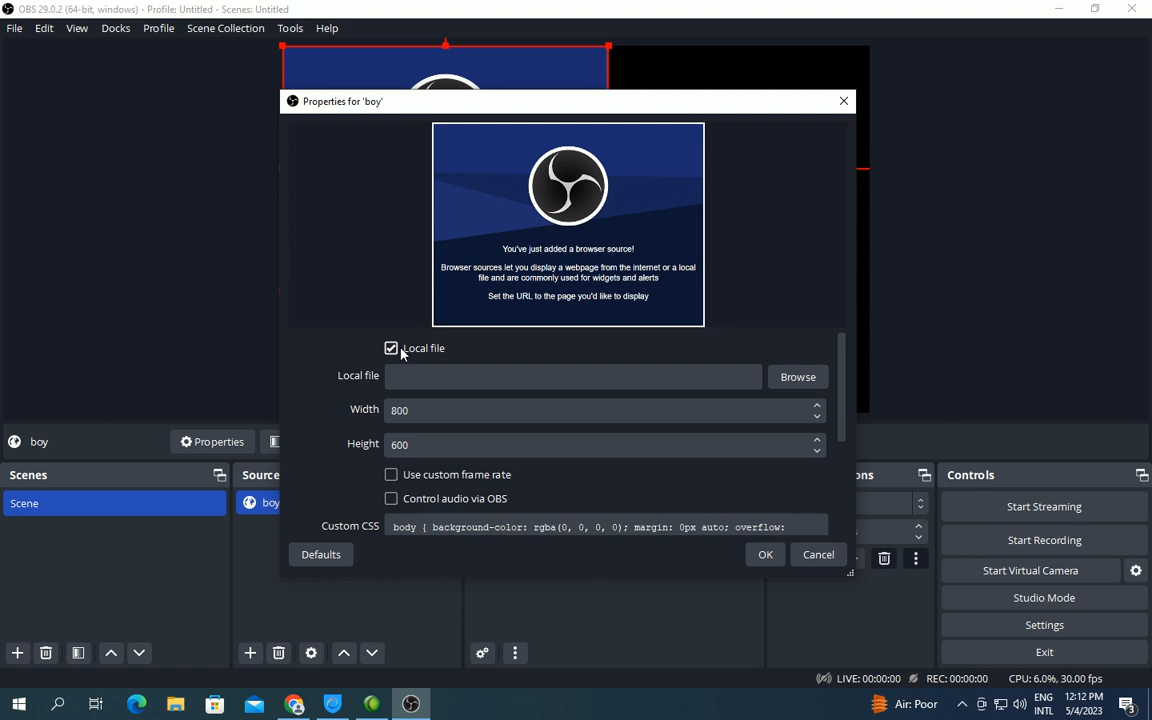 OBS 29.0.2 (64-bit, windows) - Profile: Untitled - Scenes: Untitled
File Edit View Docks Profile Scene Collection Tools Help
Properties for 'boy'
You've just added a browser source!
Browser sources let you display a webpage from the internet or a local
file and are commonly used for widgets and alerts
Set the URL to the page you'd like to display
Local file
Local file Browse
Width 800
Height 600
Use custom frame rate
Control audio via OBS
Custom CSS body { background-color: rgba(0, 0, 0, 0); margin: 0px auto; overflow:
Defaults OK Cancel
boy Properties
Scenes
Scene
Controls
Start Streaming
Start Recording
Start Virtual Camera
Studio Mode
Settings
Exit
LIVE: 00:00:00 REC: 00:00:00 CPU: 6.0%, 30.00 fps
Air: Poor
ENG
INTL
12:12 PM
5/4/2023
3